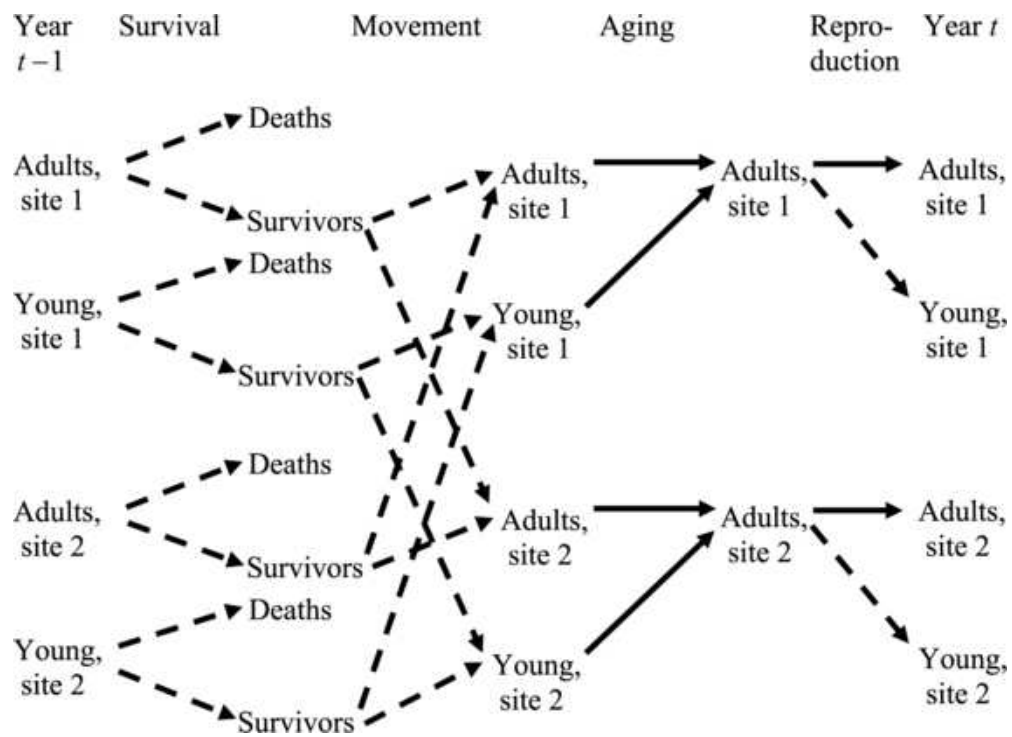 Year Survival Movement Aging Repro- Year t
t –1 duction
Deaths
Adults, Adults, Adults, Adults,
site 1 site 1 site 1 site 1
Survivors
Deaths
Young, Young, Young,
site 1 site 1 site 1
Survivors
Deaths
Adults, Adults, Adults, Adults,
site 2 site 2 site 2 site 2
Survivors
Deaths
Young, Young, Young,
site 2 site 2 site 2
Survivors